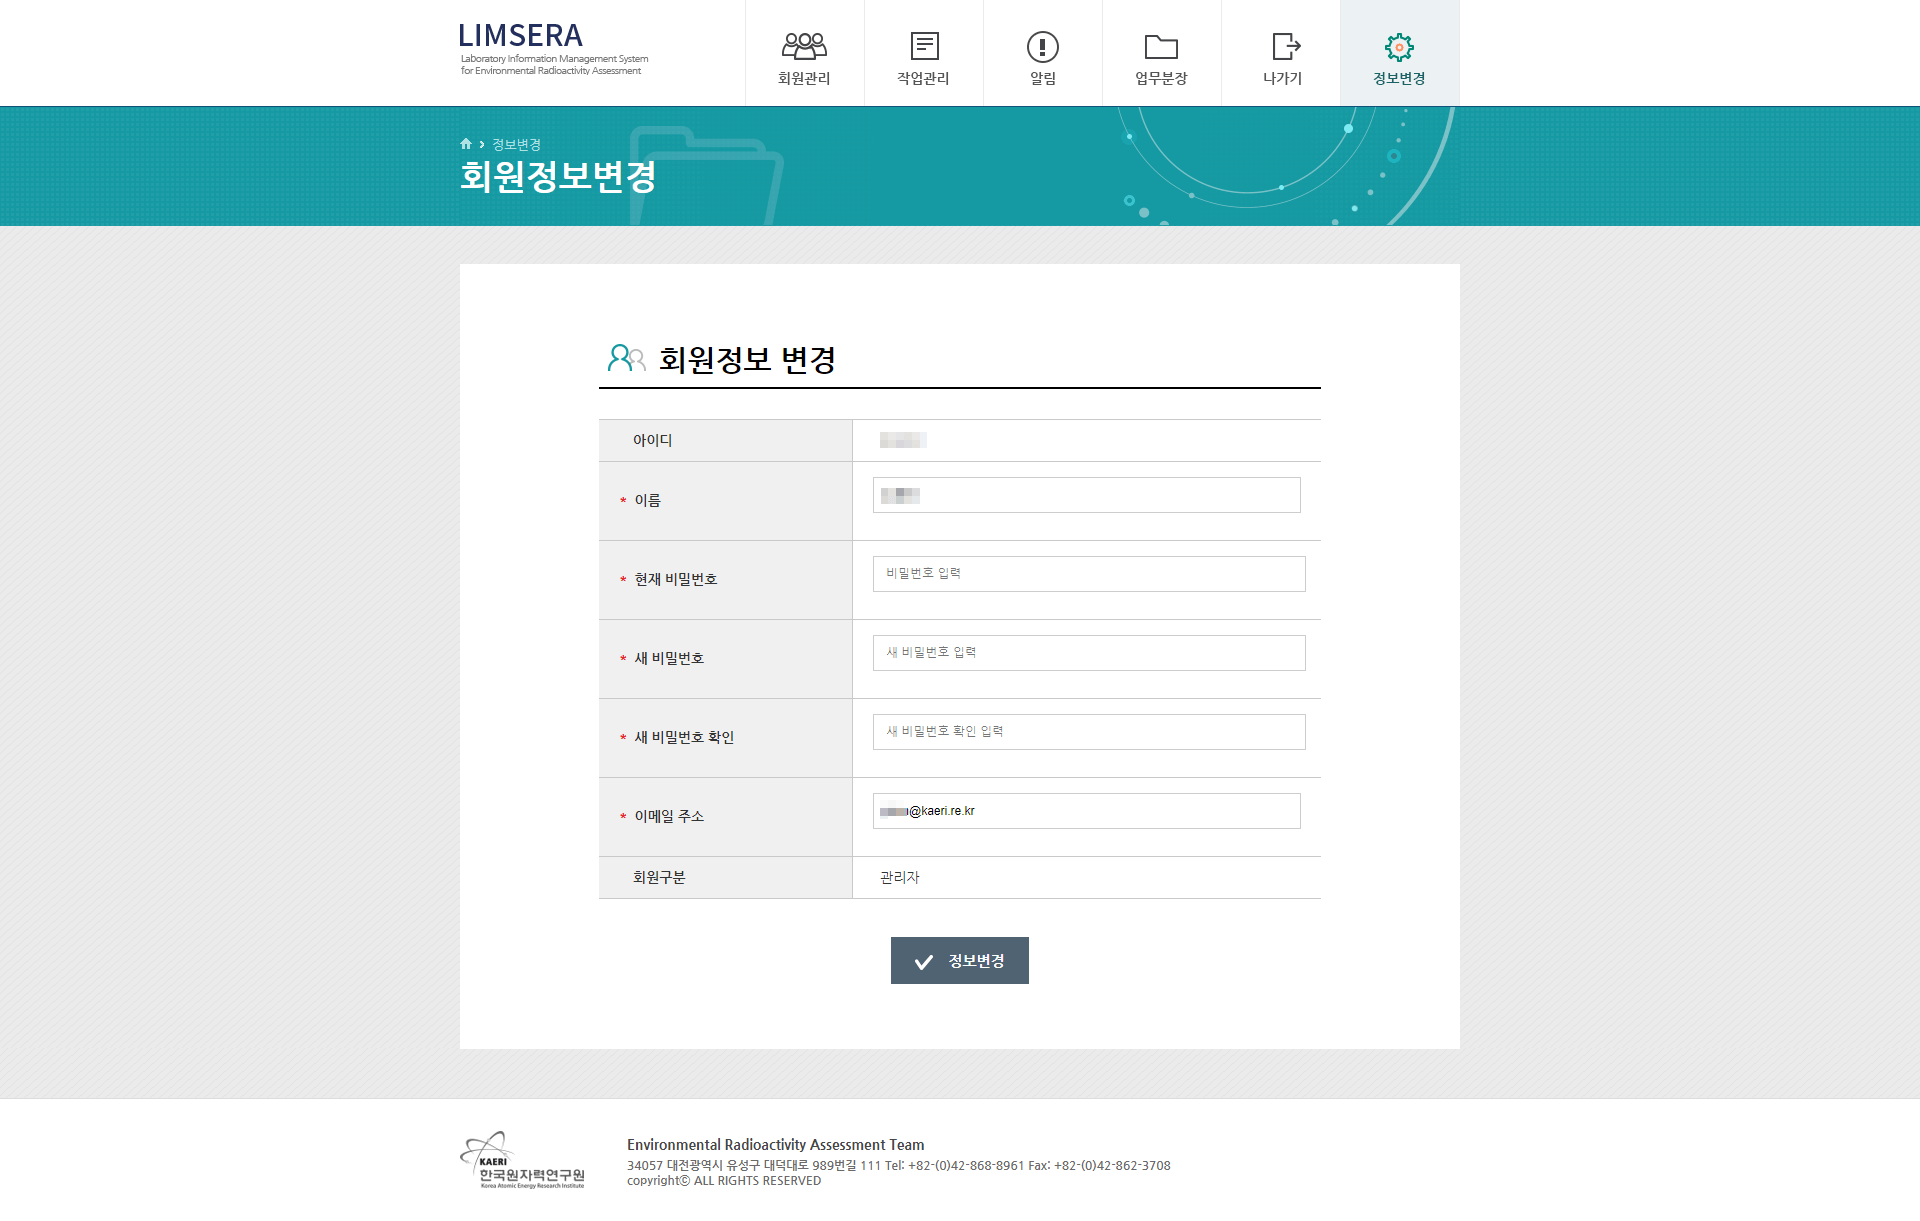 LIMSERA
Laboratory Information Management System
for Environmental Radioactivity Assessment
회원관리
작업관리
알림
업무분장
나가기
정보변경
정보변경
회원정보변경
회원정보 변경
아이디
* 이름
* 현재 비밀번호
비밀번호 입력
* 새 비밀번호
새 비밀번호 입력
* 새 비밀번호 확인
새 비밀번호 확인 입력
* 이메일 주소
@kaeri.re.kr
회원구분
관리자
정보변경
KAERI
한국원자력연구원
Korea Atomic Energy Research Institute
Environmental Radioactivity Assessment Team
34057 대전광역시 유성구 대덕대로 989번길 111 Tel: +82-(0)42-868-8961 Fax: +82-(0)42-862-3708
copyrightⓒ ALL RIGHTS RESERVED